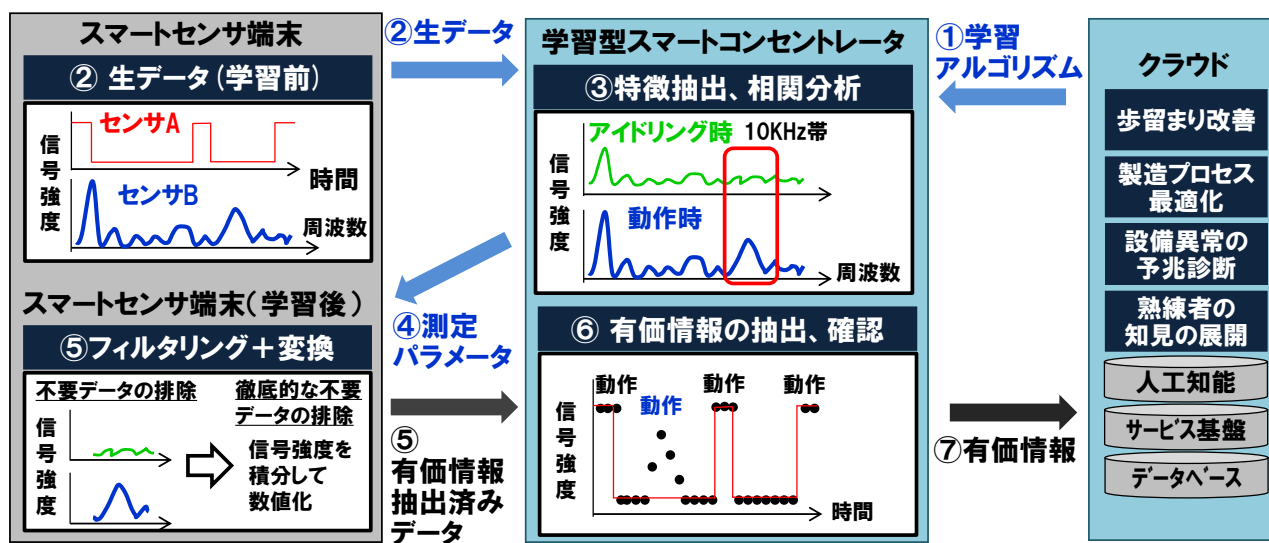 スマートセンサ端末
② 生データ (学習前)
センサA
信号強度
時間
センサB
周波数
スマートセンサ端末(学習後)
⑤フィルタリング+変換
不要データの排除
信号強度
徹底的な不要
データの排除
信号強度を
積分して
数値化
②生データ
④測定
パラメータ
⑤
有価情報
抽出済み
データ
学習型スマートコンセントレータ
③特徴抽出、相関分析
アイドリング時 10KHz帯
信号強度
動作時
周波数
⑥ 有価情報の抽出、確認
動作 動作 動作
動作
信号強度
時間
①学習
アルゴリズム
⑦有価情報
クラウド
歩留まり改善
製造プロセス
最適化
設備異常の
予兆診断
熟練者の
知見の展開
人工知能
サービス基盤
データベース